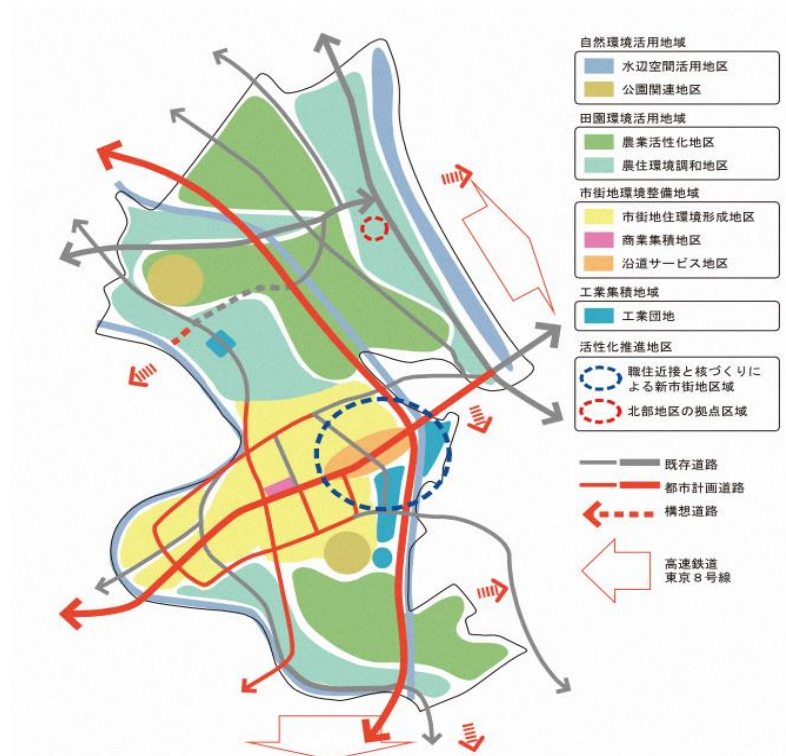 自然環境活用地域
水辺空間活用地区
公園関連地区
田園環境活用地域
農業活性化地区
農住環境調和地区
市街地環境整備地域
市街地住環境形成地区
商業集積地区
沿道サービス地区
工業集積地域
工業団地
活性化推進地区
職住近接と核づくりに
よる新市街地区域
北部地区の拠点区域
既存道路
都市計画道路
構想道路
高速鉄道
東京8号線